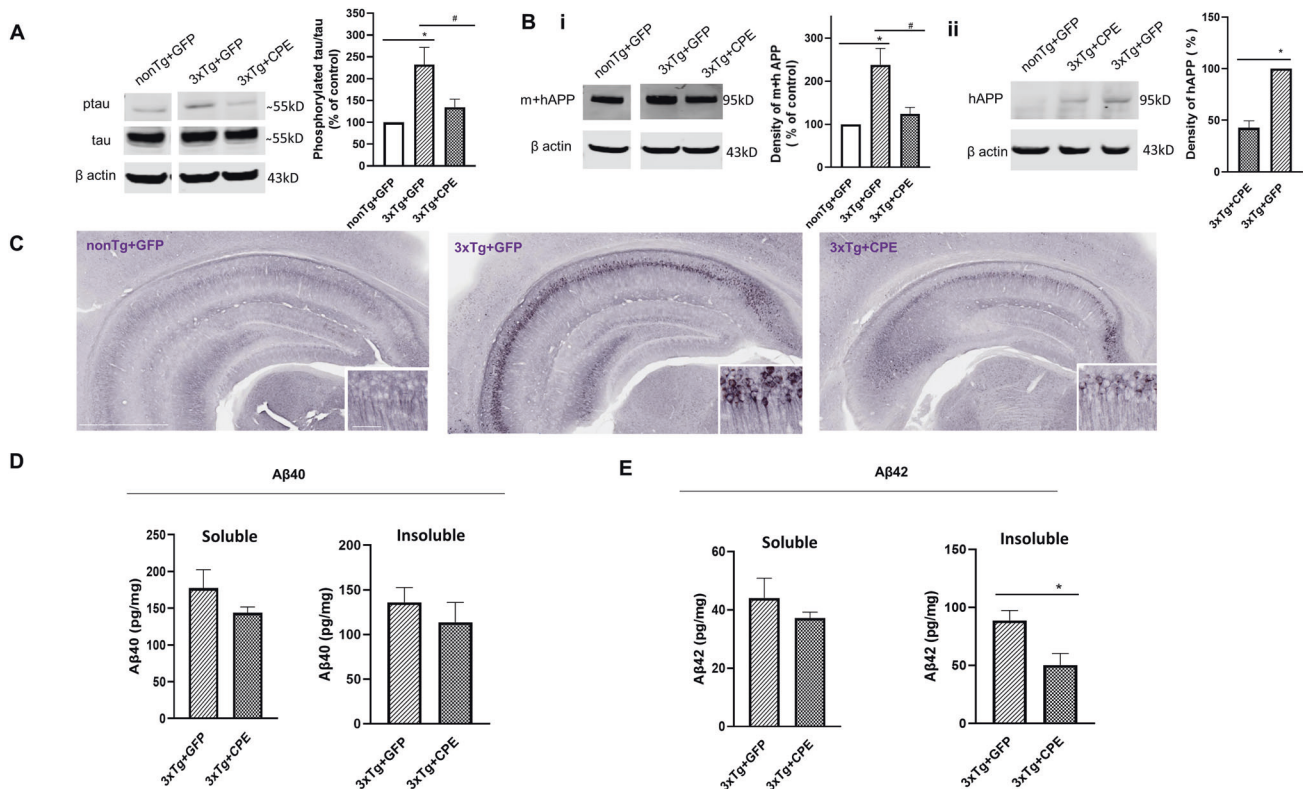 A
nonTg+GFP
3xTg+GFP
3xTg+CPE
ptau
~55kD
tau
~55kD
β actin
43kD
Phosphorylated tau/tau
(% of control)
350
300
250
200
150
100
50
0
*
#
nonTg+GFP
3xTg+GFP
3xTg+CPE
B
i
nonTg+GFP
3xTg+GFP
3xTg+CPE
m+hAPP
95kD
β actin
43kD
Density of m+h APP
( % of control)
300
200
100
0
*
#
nonTg+GFP
3xTg+GFP
3xTg+CPE
ii
nonTg+GFP
3xTg+CPE
3xTg+GFP
hAPP
95kD
β actin
43kD
Density of hAPP ( % )
150
100
50
0
*
3xTg+CPE
3xTg+GFP
C
nonTg+GFP
3xTg+GFP
3xTg+CPE
D
Aβ40
Soluble
Aβ40 (pg/mg)
250
200
150
100
50
0
3xTg+GFP
3xTg+CPE
Insoluble
Aβ40 (pg/mg)
200
150
100
50
0
3xTg+GFP
3xTg+CPE
E
Aβ42
Soluble
Aβ42 (pg/mg)
60
40
20
0
3xTg+GFP
3xTg+CPE
Insoluble
Aβ42 (pg/mg)
150
100
50
0
*
3xTg+GFP
3xTg+CPE